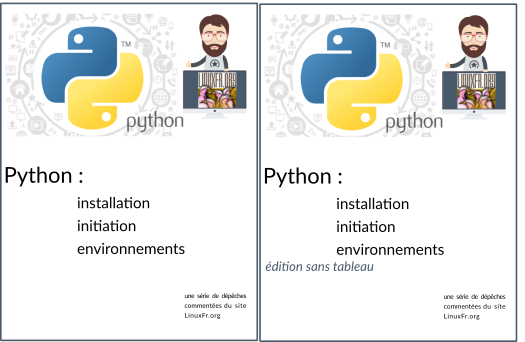 TM
LINUXFR.ORG
python
Python :
installation
initiation
environnements
une série de dépêches
commentées du site
LinuxFr.org
TM
LINUXFR.ORG
python
Python :
installation
initiation
environnements
édition sans tableau
une série de dépêches
commentées du site
LinuxFr.org